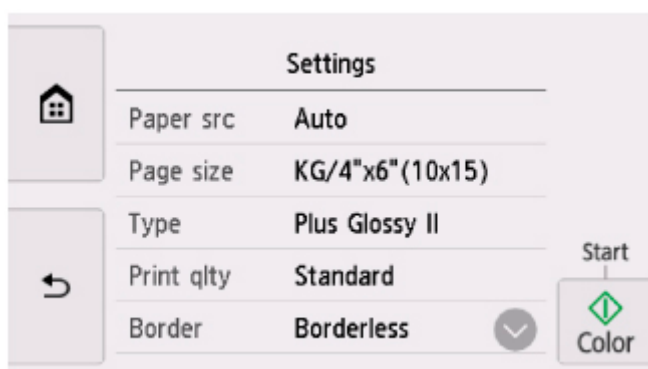 Settings
Paper src Auto
Page size KG/4"x6"(10x15)
Type Plus Glossy II
Print qlty Standard
Border Borderless
Start
Color